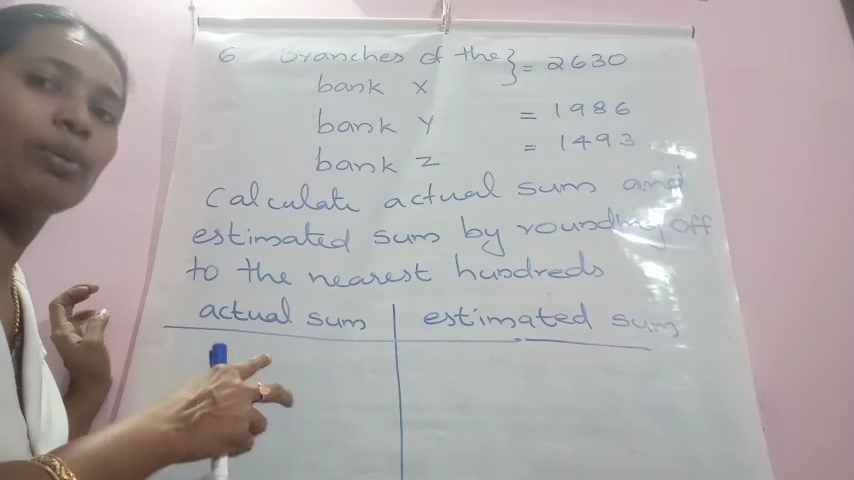 6 branches of the } = 2630
bank X
bank Y = 1986
bank Z = 1493
Calculate actual sum and
estimated sum by rounding off
to the nearest hundreds
actual sum estimated sum